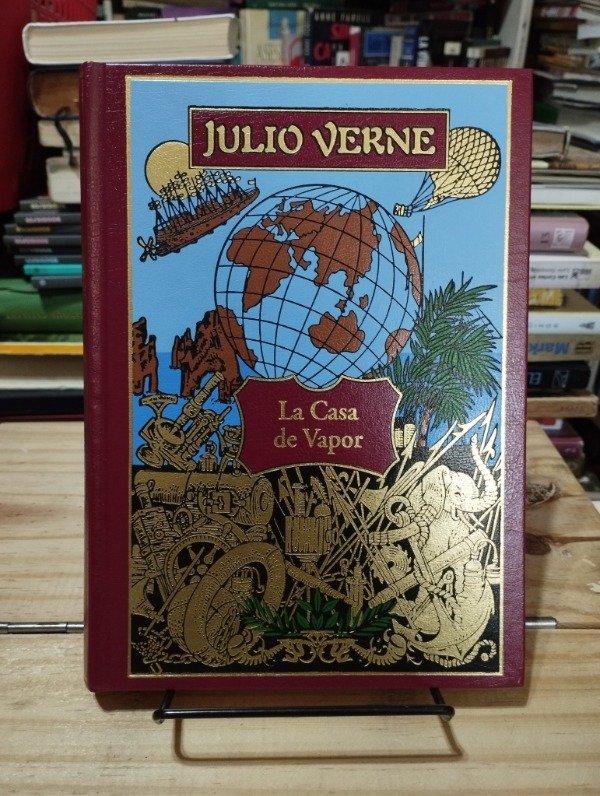 JULIO VERNE
La Casa
de Vapor